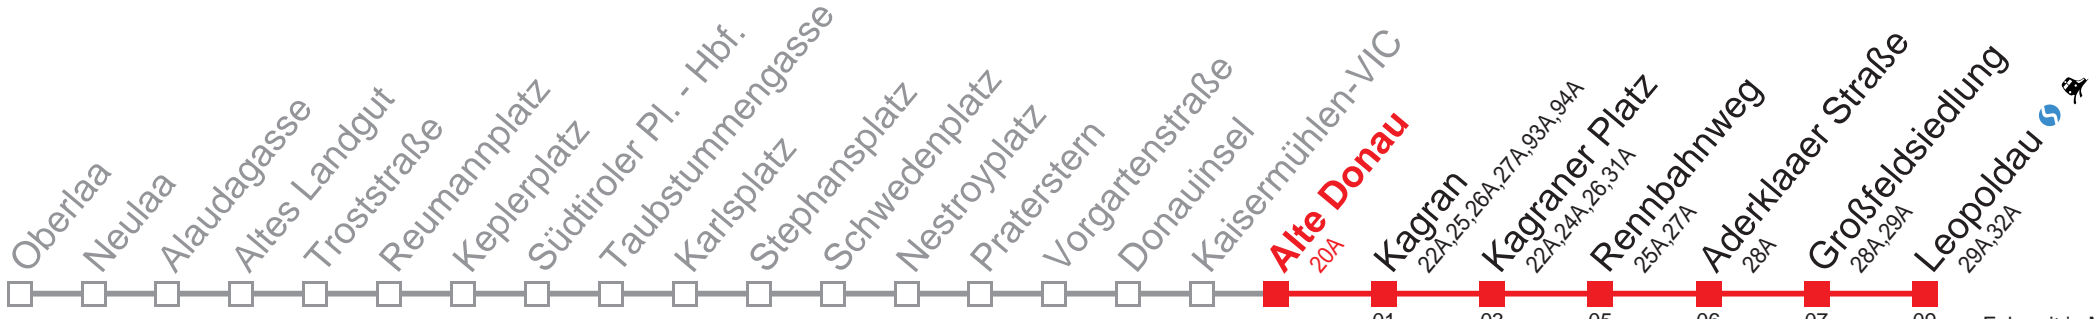 Oberlaa
Neulaa
Alaudagasse
Altes Landgut
Troststraße
Reumannplatz
Keplerplatz
Südtiroler Pl. - Hbf.
Taubstummengasse
Karlsplatz
Stephansplatz
Schwedenplatz
Nestroyplatz
Praterstern
Vorgartenstraße
Donauinsel
Kaisermühlen-VIC
Alte Donau
20A
Kagran
22A,25,26A,27A,93A,94A
Kagraner Platz
22A,24A,26,31A
Rennbahnweg
25A,27A
Aderklaaer Straße
28A
Großfeldsiedlung
28A,29A
Leopoldau
29A,32A